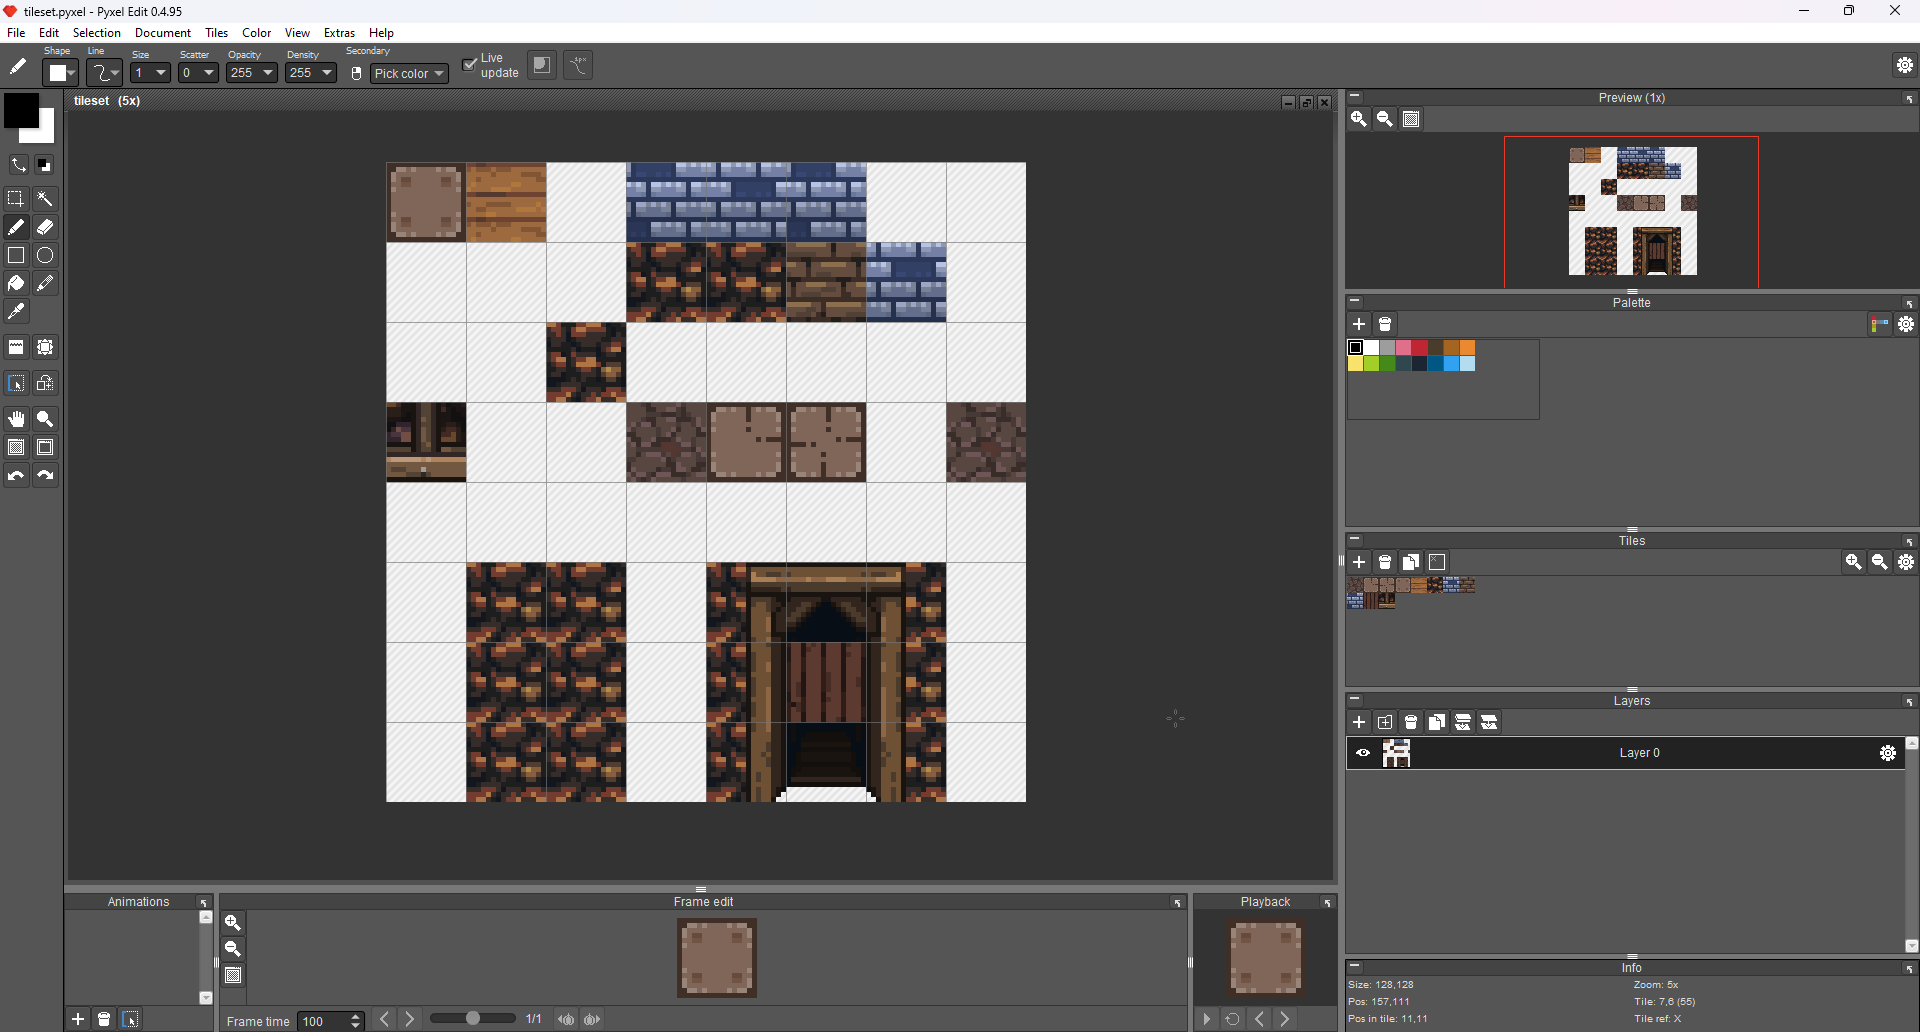 tileset.pyxel - Pyxel Edit 0.4.95
File Edit Selection Document Tiles Color View Extras Help
Shape Line Size Scatter Opacity Density Secondary
1 0 255 255 Pick color Live update
tileset (5x)
Preview (1x)
Palette
Tiles
Layers
Layer 0
Animations
Frame edit
Playback
Frame time 100 1/1
Info
Size: 128,128 Zoom: 5x
Pos: 157,111 Tile: 7,6 (55)
Pos in tile: 11,11 Tile ref: X